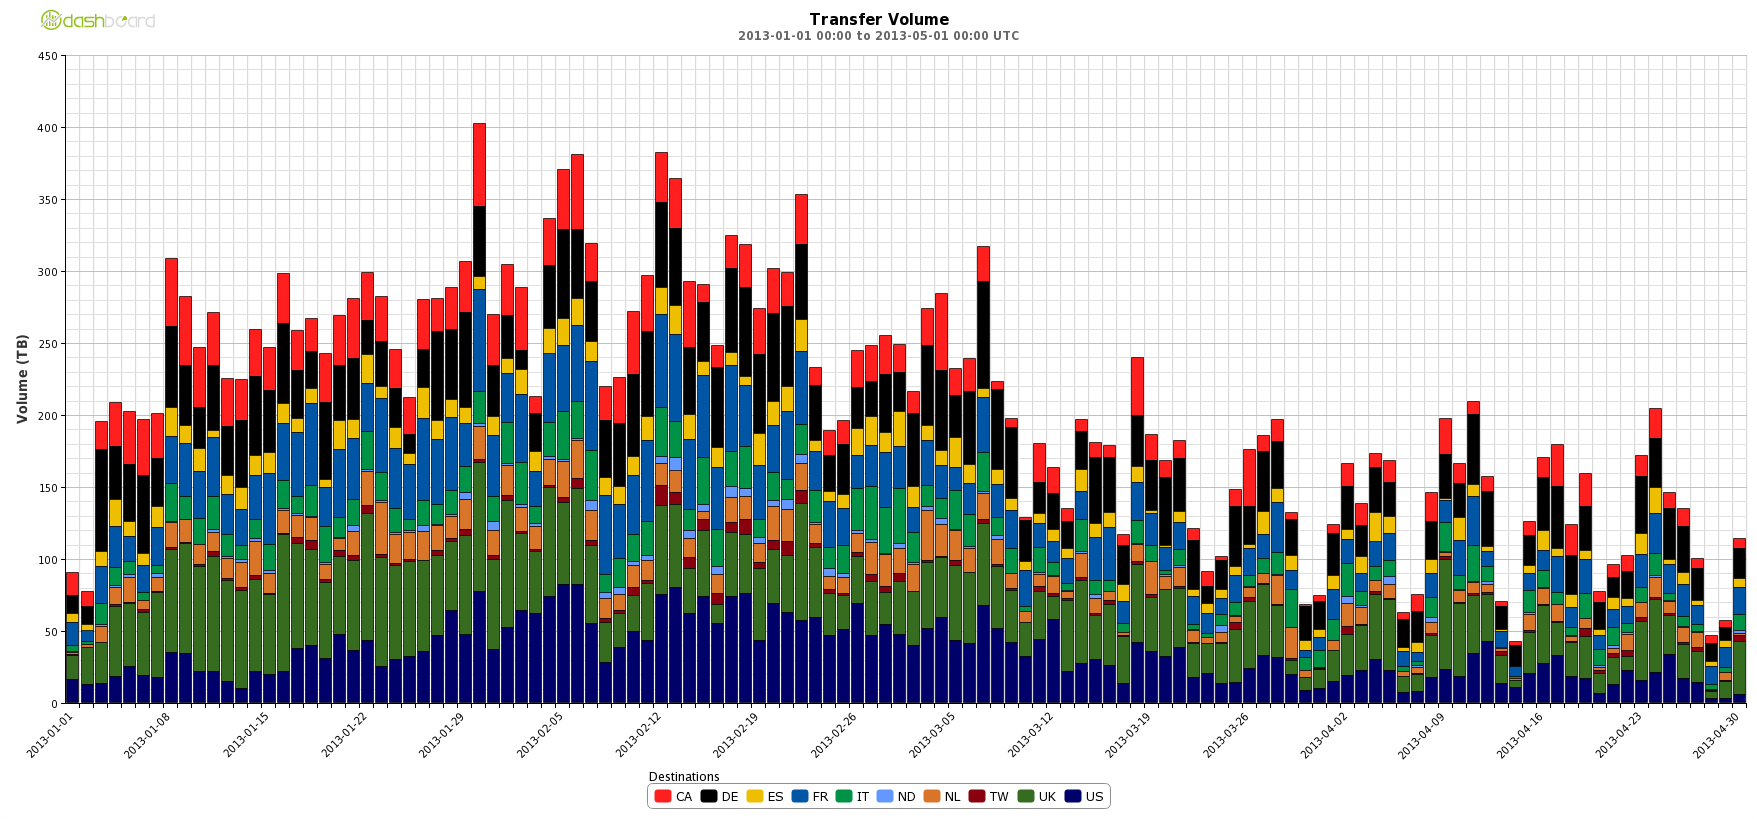 dashboard
Transfer Volume
2013-01-01 00:00 to 2013-05-01 00:00 UTC
Volume (TB)
450
400
350
300
250
200
150
100
50
0
2013-01-01 2013-01-08 2013-01-15 2013-01-22 2013-01-29 2013-02-05 2013-02-12 2013-02-19 2013-02-26 2013-03-05 2013-03-12 2013-03-19 2013-03-26 2013-04-02 2013-04-09 2013-04-16 2013-04-23 2013-04-30
Destinations
CA DE ES FR IT ND NL TW UK US